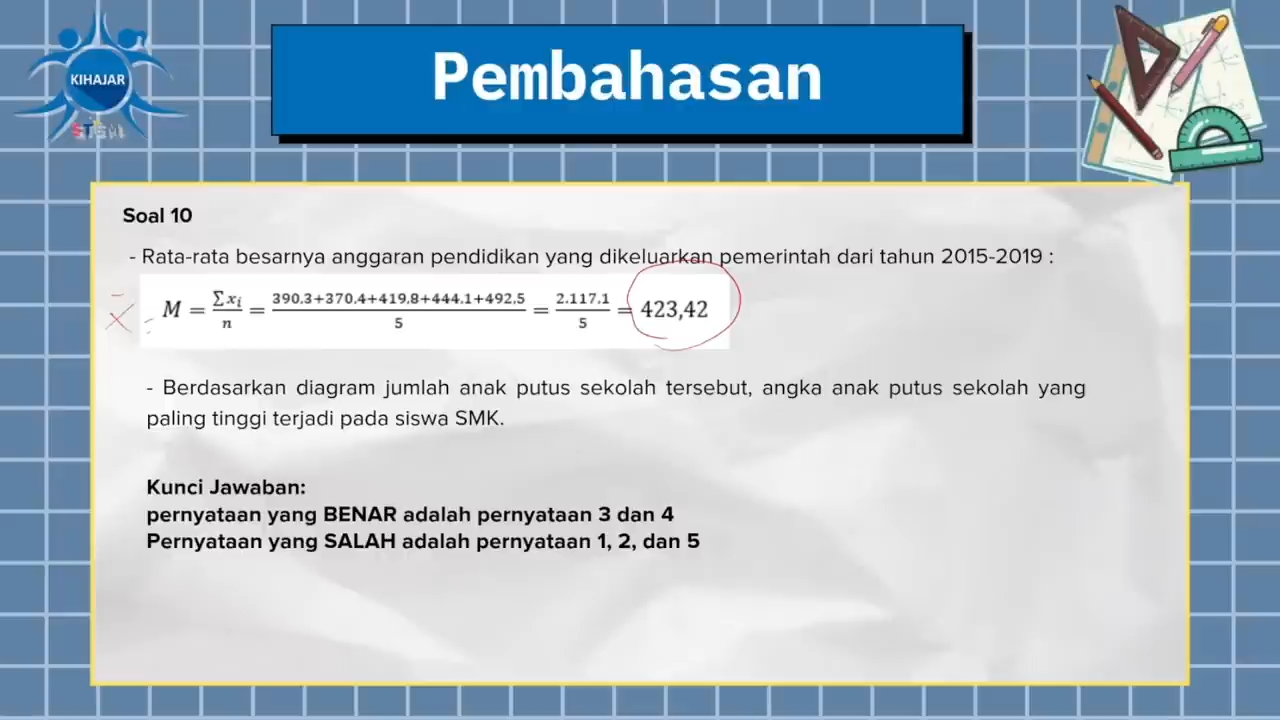 KIHAJAR
STEM
Pembahasan
Soal 10
- Rata-rata besarnya anggaran pendidikan yang dikeluarkan pemerintah dari tahun 2015-2019 :
x̄ M = ∑xᵢ/n = 390.3+370.4+419.8+444.1+492.5/5 = 2.117.1/5 = 423,42
- Berdasarkan diagram jumlah anak putus sekolah tersebut, angka anak putus sekolah yang
paling tinggi terjadi pada siswa SMK.
Kunci Jawaban:
pernyataan yang BENAR adalah pernyataan 3 dan 4
Pernyataan yang SALAH adalah pernyataan 1, 2, dan 5